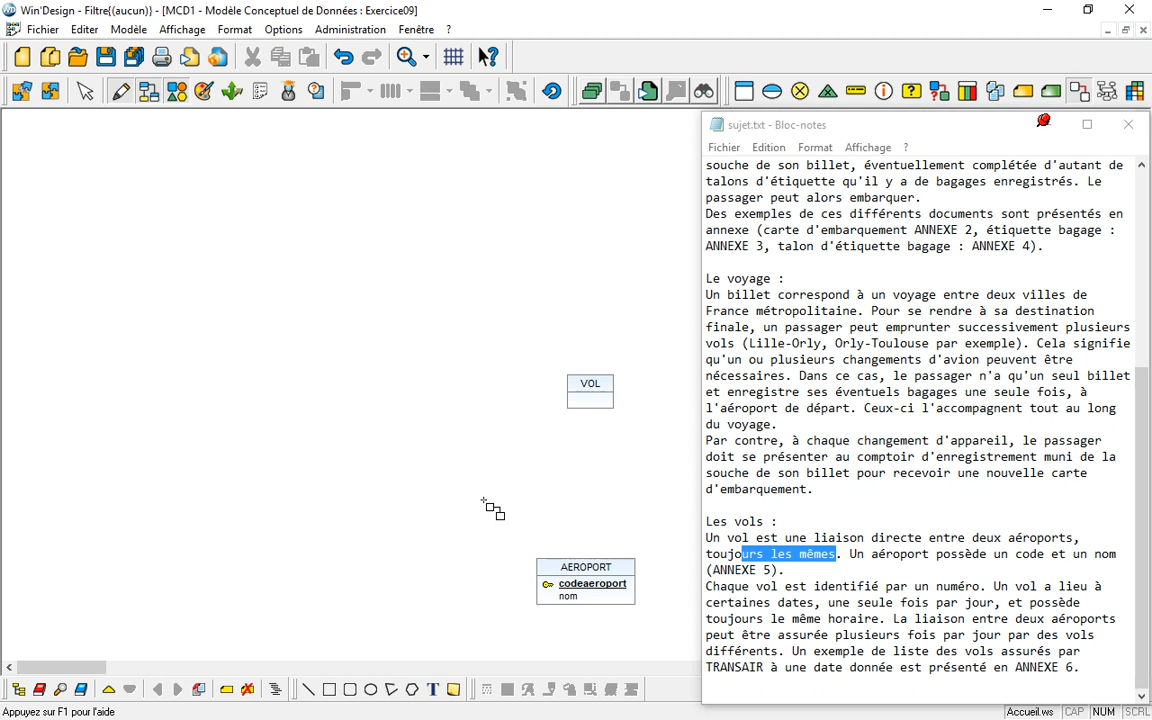 Win'Design - Filtre{(aucun)} - [MCD1 - Modèle Conceptuel de Données : Exercice09]
Fichier Editer Modèle Affichage Format Options Administration Fenêtre ?
sujet.txt - Bloc-notes
Fichier Edition Format Affichage ?
souche de son billet, éventuellement complétée d'autant de
talons d'étiquette qu'il y a de bagages enregistrés. Le
passager peut alors embarquer.
Des exemples de ces différents documents sont présentés en
annexe (carte d'embarquement ANNEXE 2, étiquette bagage :
ANNEXE 3, talon d'étiquette bagage : ANNEXE 4).
Le voyage :
Un billet correspond à un voyage entre deux villes de
France métropolitaine. Pour se rendre à sa destination
finale, un passager peut emprunter successivement plusieurs
vols (Lille-Orly, Orly-Toulouse par exemple). Cela signifie
qu'un ou plusieurs changements d'avion peuvent être
nécessaires. Dans ce cas, le passager n'a qu'un seul billet
et enregistre ses éventuels bagages une seule fois, à
l'aéroport de départ. Ceux-ci l'accompagnent tout au long
du voyage.
Par contre, à chaque changement d'appareil, le passager
doit se présenter au comptoir d'enregistrement muni de la
souche de son billet pour recevoir une nouvelle carte
d'embarquement.
Les vols :
Un vol est une liaison directe entre deux aéroports,
toujours les mêmes. Un aéroport possède un code et un nom
(ANNEXE 5).
Chaque vol est identifié par un numéro. Un vol a lieu à
certaines dates, une seule fois par jour, et possède
toujours le même horaire. La liaison entre deux aéroports
peut être assurée plusieurs fois par jour par des vols
différents. Un exemple de liste des vols assurés par
TRANSAIR à une date donnée est présenté en ANNEXE 6.
VOL
AEROPORT
codeaeroport
nom
Appuyez sur F1 pour l'aide
Accueil.ws CAP NUM SCRL